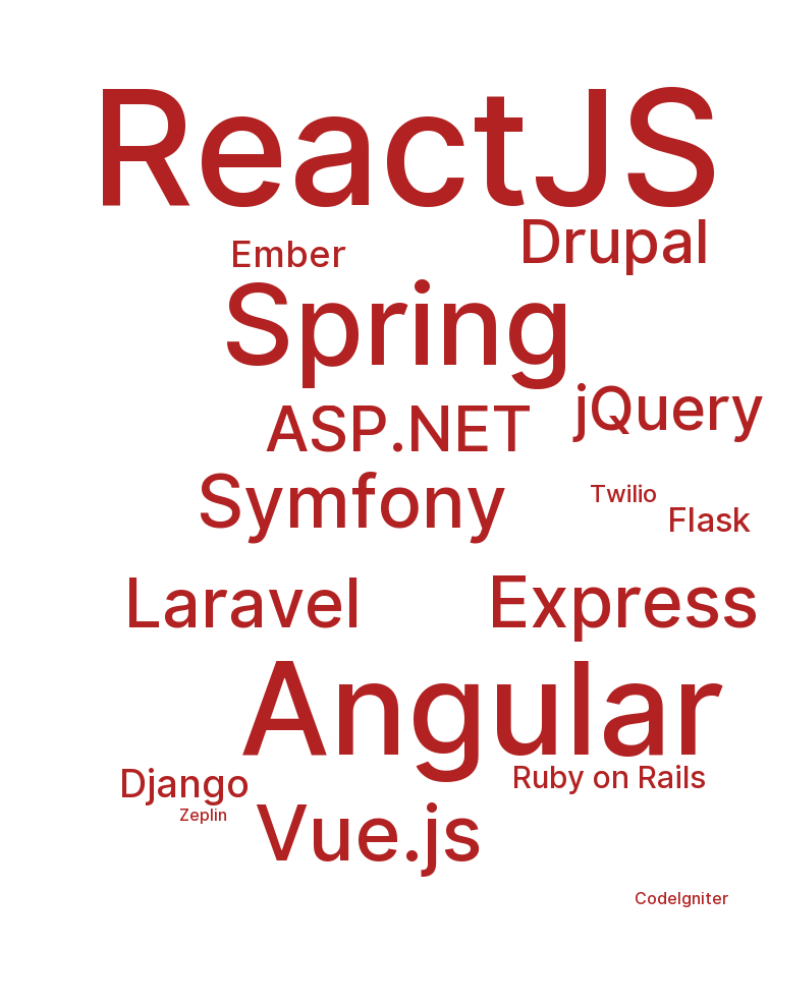 ReactJS
Drupal
Ember
Spring
jQuery
ASP.NET
Symfony
Twilio
Flask
Laravel
Express
Angular
Django
Ruby on Rails
Zeplin
Vue.js
CodeIgniter